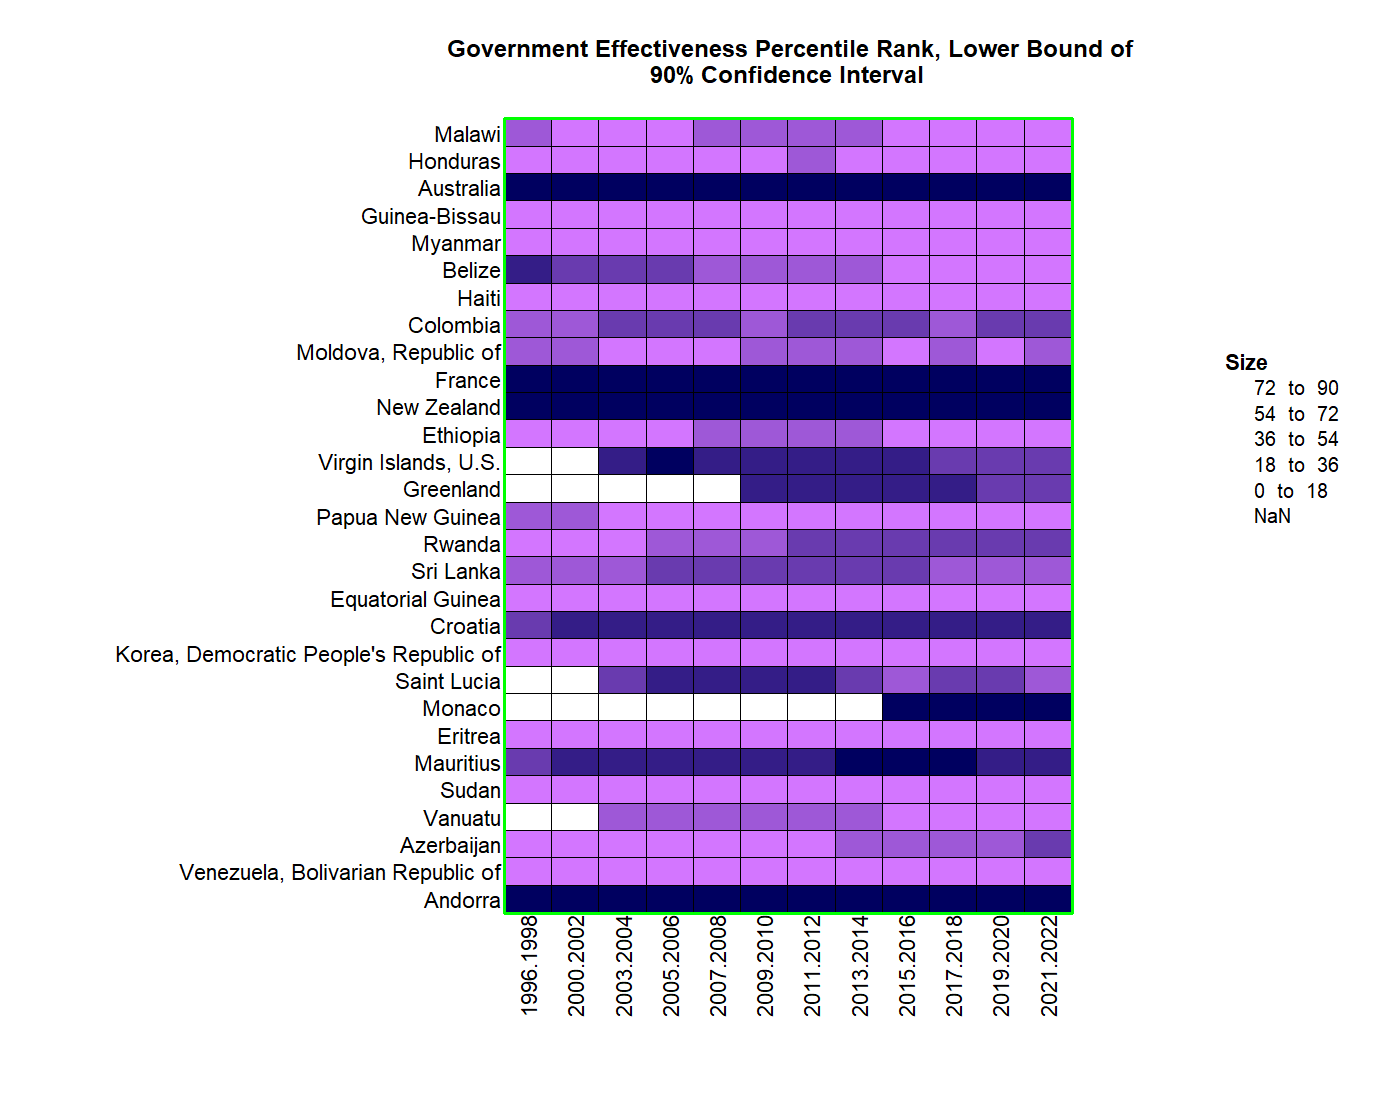 Government Effectiveness Percentile Rank, Lower Bound of
90% Confidence Interval
Malawi
Honduras
Australia
Guinea-Bissau
Myanmar
Belize
Haiti
Colombia
Moldova, Republic of
France
New Zealand
Ethiopia
Virgin Islands, U.S.
Greenland
Papua New Guinea
Rwanda
Sri Lanka
Equatorial Guinea
Croatia
Korea, Democratic People's Republic of
Saint Lucia
Monaco
Eritrea
Mauritius
Sudan
Vanuatu
Azerbaijan
Venezuela, Bolivarian Republic of
Andorra
1996.1998
2000.2002
2003.2004
2005.2006
2007.2008
2009.2010
2011.2012
2013.2014
2015.2016
2017.2018
2019.2020
2021.2022
Size
72 to 90
54 to 72
36 to 54
18 to 36
0 to 18
NaN